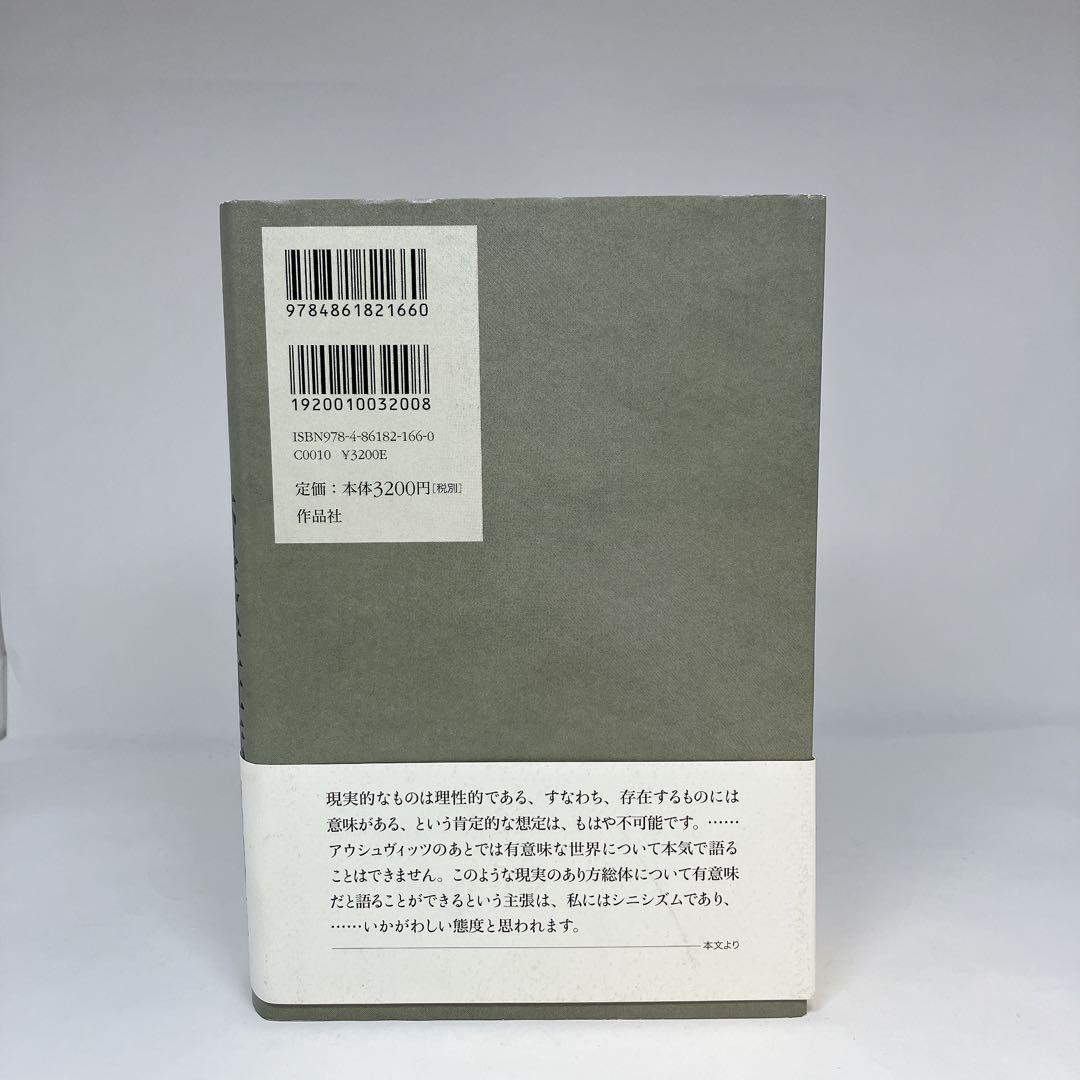 9784861821660
1920010032008
ISBN978-4-86182-166-0
C0010 ¥3200E
定価：本体3200円[税別]
作品社
現実的なものは理性的である、すなわち、存在するものには
意味がある、という肯定的な想定は、もはや不可能です。……
アウシュヴィッツのあとでは有意味な世界について本気で語る
ことはできません。このような現実のあり方総体について有意味
だと語ることができるという主張は、私にはシニシズムであり、
……いかがわしい態度と思われます。
本文より